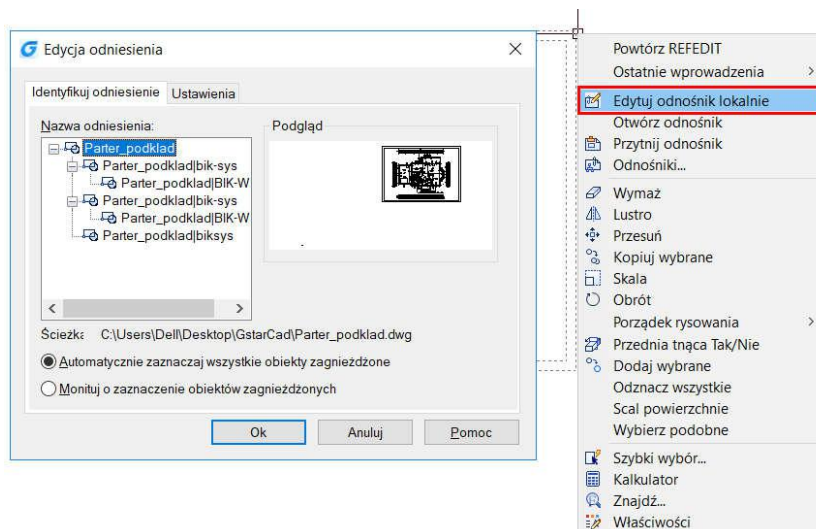 Edycja odniesienia
Identyfikuj odniesienie
Ustawienia
Nazwa odniesienia:
Parter_podklad
Parter_podklad|bik-sys
Parter_podklad|BIK-W
Parter_podklad|bik-sys
Parter_podklad|BIK-W
Parter_podklad|biksys
Podgląd
Ścieżka C:\Users\Dell\Desktop\GstarCad\Parter_podklad.dwg
Automatycznie zaznaczaj wszystkie obiekty zagnieżdżone
Monituj o zaznaczenie obiektów zagnieżdżonych
Ok
Anuluj
Pomoc
Powtórz REFEDIT
Ostatnie wprowadzenia
Edytuj odnośnik lokalnie
Otwórz odnośnik
Przytnij odnośnik
Odnośniki...
Wymaż
Lustro
Przesuń
Kopiuj wybrane
Skala
Obrót
Porządek rysowania
Przednia tnąca Tak/Nie
Dodaj wybrane
Odznacz wszystkie
Scal powierzchnie
Wybierz podobne
Szybki wybór...
Kalkulator
Znajdź...
Właściwości